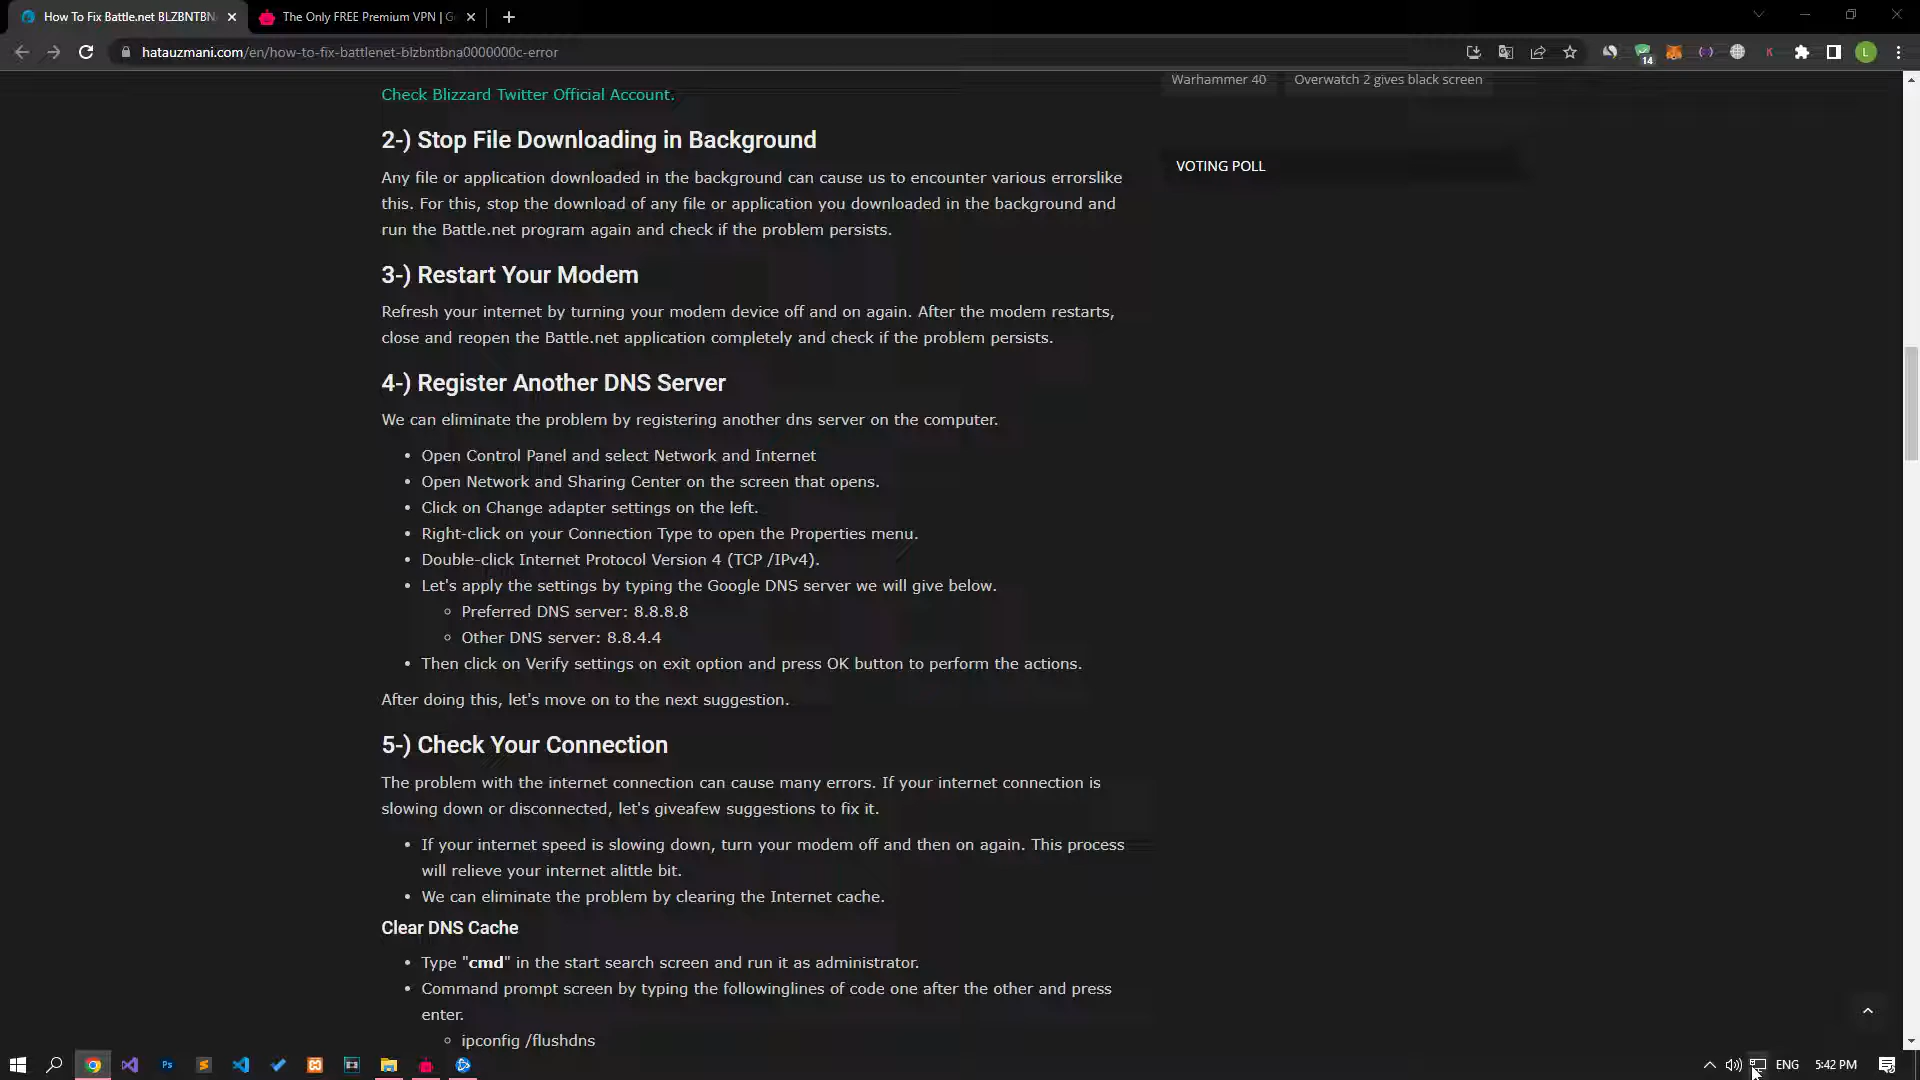 How To Fix Battle.net BLZBNTBN
The Only FREE Premium VPN | G
hatauzmani.com/en/how-to-fix-battlenet-blzbntbna0000000c-error
14
L
Check Blizzard Twitter Official Account.
Warhammer 40
Overwatch 2 gives black screen
VOTING POLL
2-) Stop File Downloading in Background
Any file or application downloaded in the background can cause us to encounter various errorslike
this. For this, stop the download of any file or application you downloaded in the background and
run the Battle.net program again and check if the problem persists.
3-) Restart Your Modem
Refresh your internet by turning your modem device off and on again. After the modem restarts,
close and reopen the Battle.net application completely and check if the problem persists.
4-) Register Another DNS Server
We can eliminate the problem by registering another dns server on the computer.
• Open Control Panel and select Network and Internet
• Open Network and Sharing Center on the screen that opens.
• Click on Change adapter settings on the left.
• Right-click on your Connection Type to open the Properties menu.
• Double-click Internet Protocol Version 4 (TCP /IPv4).
• Let's apply the settings by typing the Google DNS server we will give below.
◦ Preferred DNS server: 8.8.8.8
◦ Other DNS server: 8.8.4.4
• Then click on Verify settings on exit option and press OK button to perform the actions.
After doing this, let's move on to the next suggestion.
5-) Check Your Connection
The problem with the internet connection can cause many errors. If your internet connection is
slowing down or disconnected, let's giveafew suggestions to fix it.
• If your internet speed is slowing down, turn your modem off and then on again. This process
will relieve your internet alittle bit.
• We can eliminate the problem by clearing the Internet cache.
Clear DNS Cache
• Type "cmd" in the start search screen and run it as administrator.
• Command prompt screen by typing the followinglines of code one after the other and press
enter.
◦ ipconfig /flushdns
Ps
ENG
5:42 PM